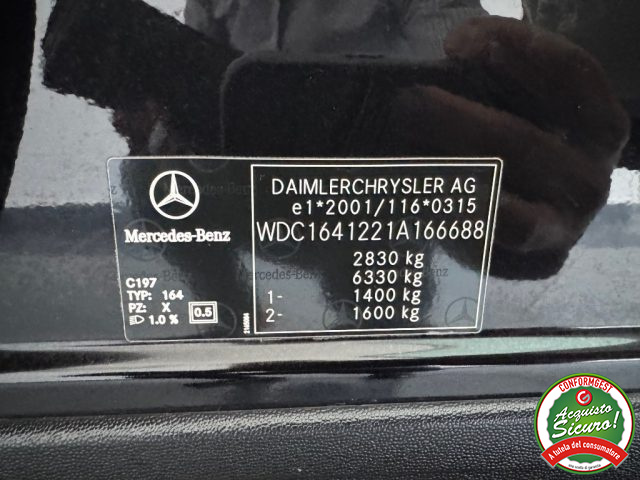 Mercedes-Benz
C197
TYP: 164
PZ: X
1.0 %
0.5
DAIMLERCHRYSLER AG
e1*2001/116*0315
WDC1641221A166688
2830 kg
6330 kg
1- 1400 kg
2- 1600 kg
CONFORMGEST
Acquisto
Sicuro!
A tutela del consumatore